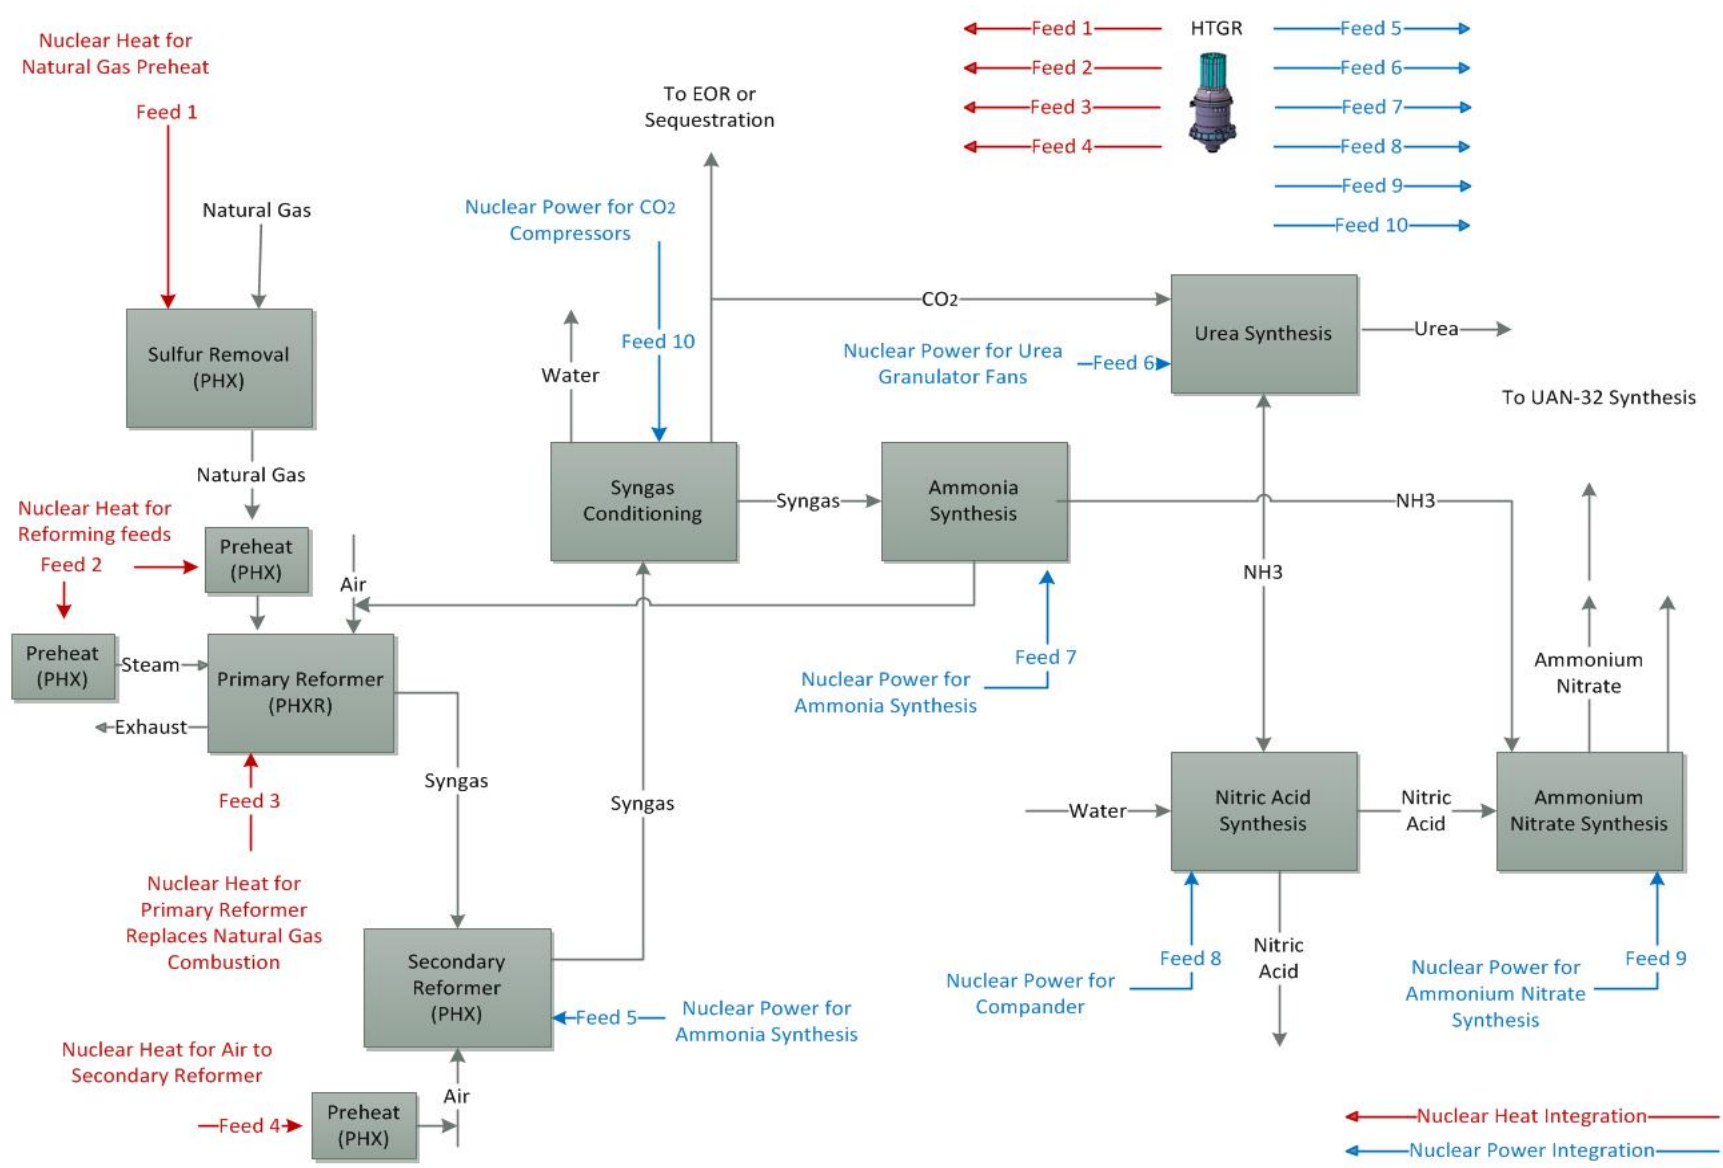 Nuclear Heat for
Natural Gas Preheat
Feed 1
Natural Gas
Sulfur Removal
(PHX)
Natural Gas
Nuclear Heat for
Reforming feeds
Feed 2
Preheat
(PHX)
Air
Preheat
(PHX)
Steam
Primary Reformer
(PHXR)
Exhaust
Feed 3
Nuclear Heat for
Primary Reformer
Replaces Natural Gas
Combustion
Syngas
Secondary
Reformer
(PHX)
Feed 5
Nuclear Power for
Ammonia Synthesis
Nuclear Heat for Air to
Secondary Reformer
Feed 4
Preheat
(PHX)
Air
Syngas
To EOR or
Sequestration
Nuclear Power for CO2
Compressors
Feed 10
Water
Syngas
Conditioning
Syngas
Ammonia
Synthesis
Feed 7
Nuclear Power for
Ammonia Synthesis
CO2
Nuclear Power for Urea
Granulator Fans
Feed 6
Urea Synthesis
Urea
NH3
NH3
To UAN-32 Synthesis
Water
Nitric Acid
Synthesis
Nitric
Acid
Ammonium
Nitrate
Ammonium
Nitrate Synthesis
Feed 8
Nuclear Power for
Compander
Nitric
Acid
Feed 9
Nuclear Power for
Ammonium Nitrate
Synthesis
Feed 1
Feed 2
Feed 3
Feed 4
HTGR
Feed 5
Feed 6
Feed 7
Feed 8
Feed 9
Feed 10
Nuclear Heat Integration
Nuclear Power Integration